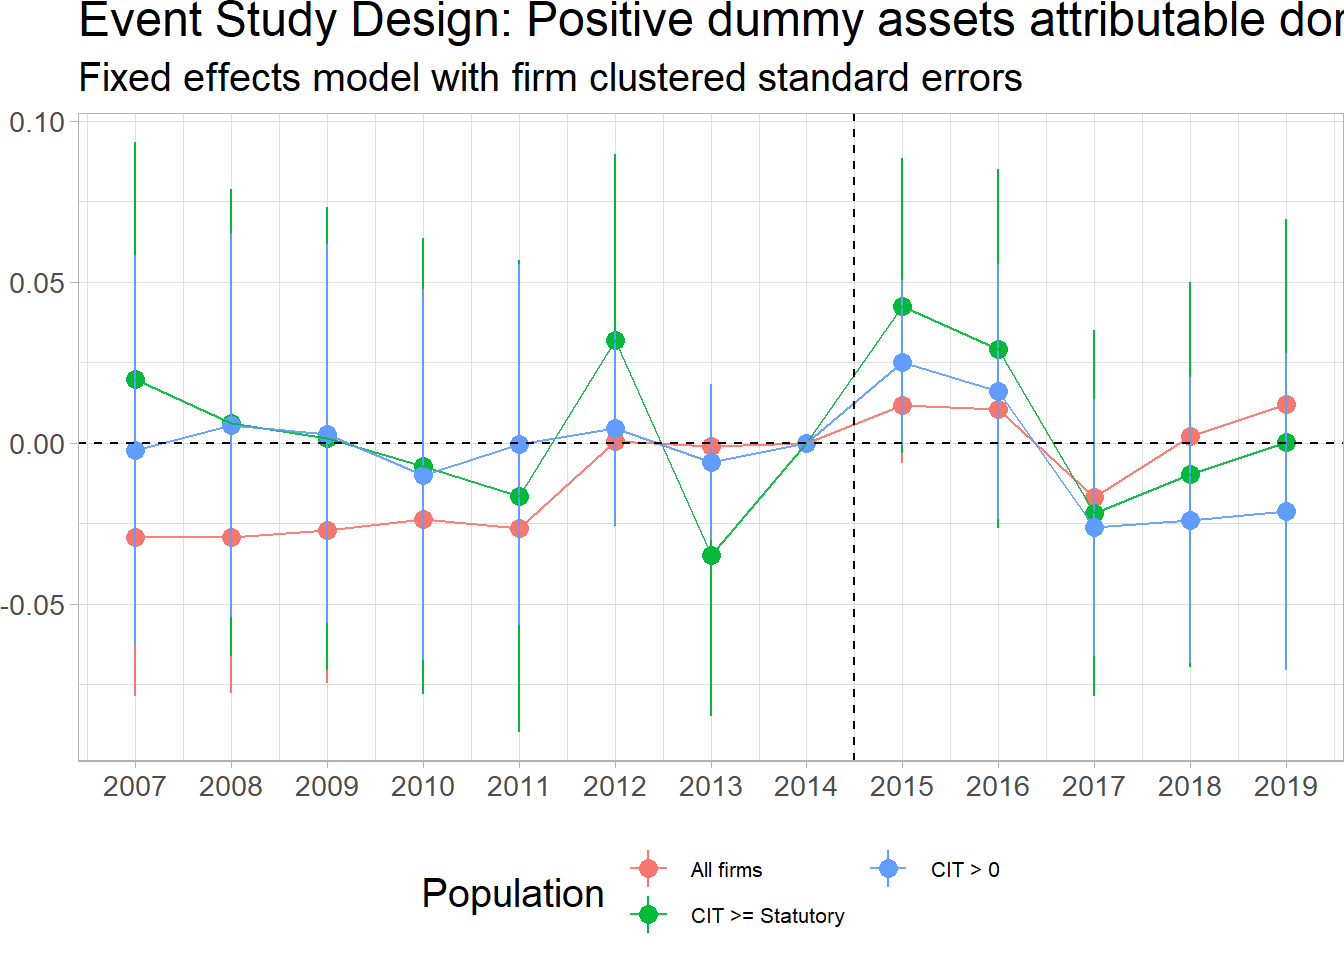 Event Study Design: Positive dummy assets attributable
Fixed effects model with firm clustered standard errors
0.10
0.05
0.00
-0.05
2007 2008 2009 2010 2011 2012 2013 2014 2015 2016 2017 2018 2019
Population
All firms
CIT > 0
CIT >= Statutory